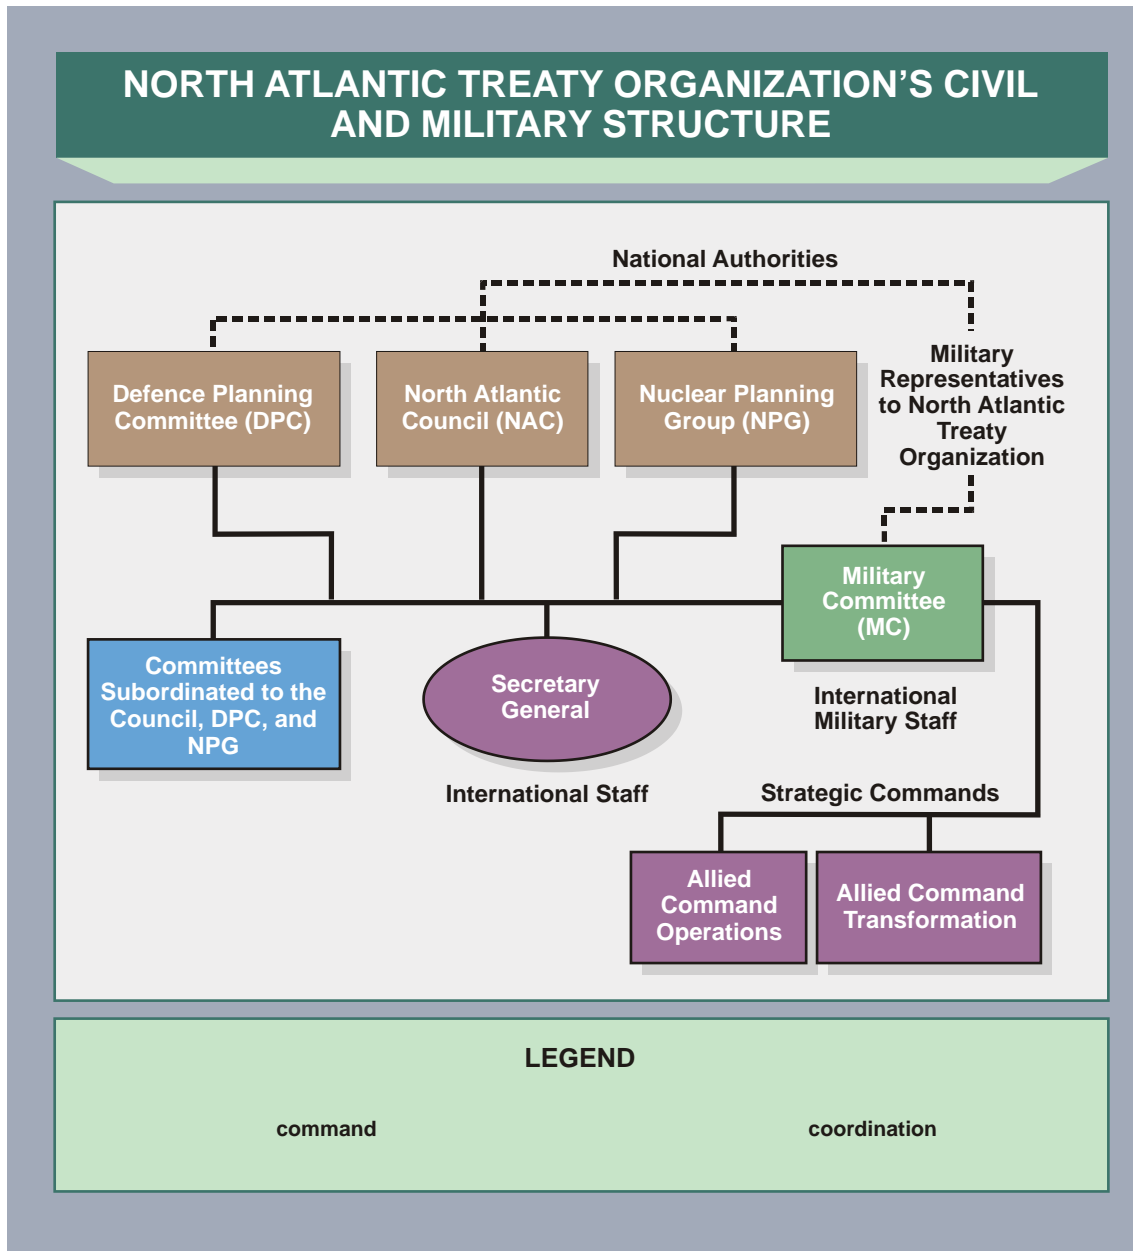 NORTH ATLANTIC TREATY ORGANIZATION’S CIVIL
AND MILITARY STRUCTURE
National Authorities
Defence Planning
Committee (DPC)
North Atlantic
Council (NAC)
Nuclear Planning
Group (NPG)
Military
Representatives
to North Atlantic
Treaty
Organization
Military
Committee
(MC)
Committees
Subordinated to the
Council, DPC, and
NPG
Secretary
General
International
Military Staff
International Staff
Strategic Commands
Allied
Command
Operations
Allied Command
Transformation
LEGEND
command
coordination